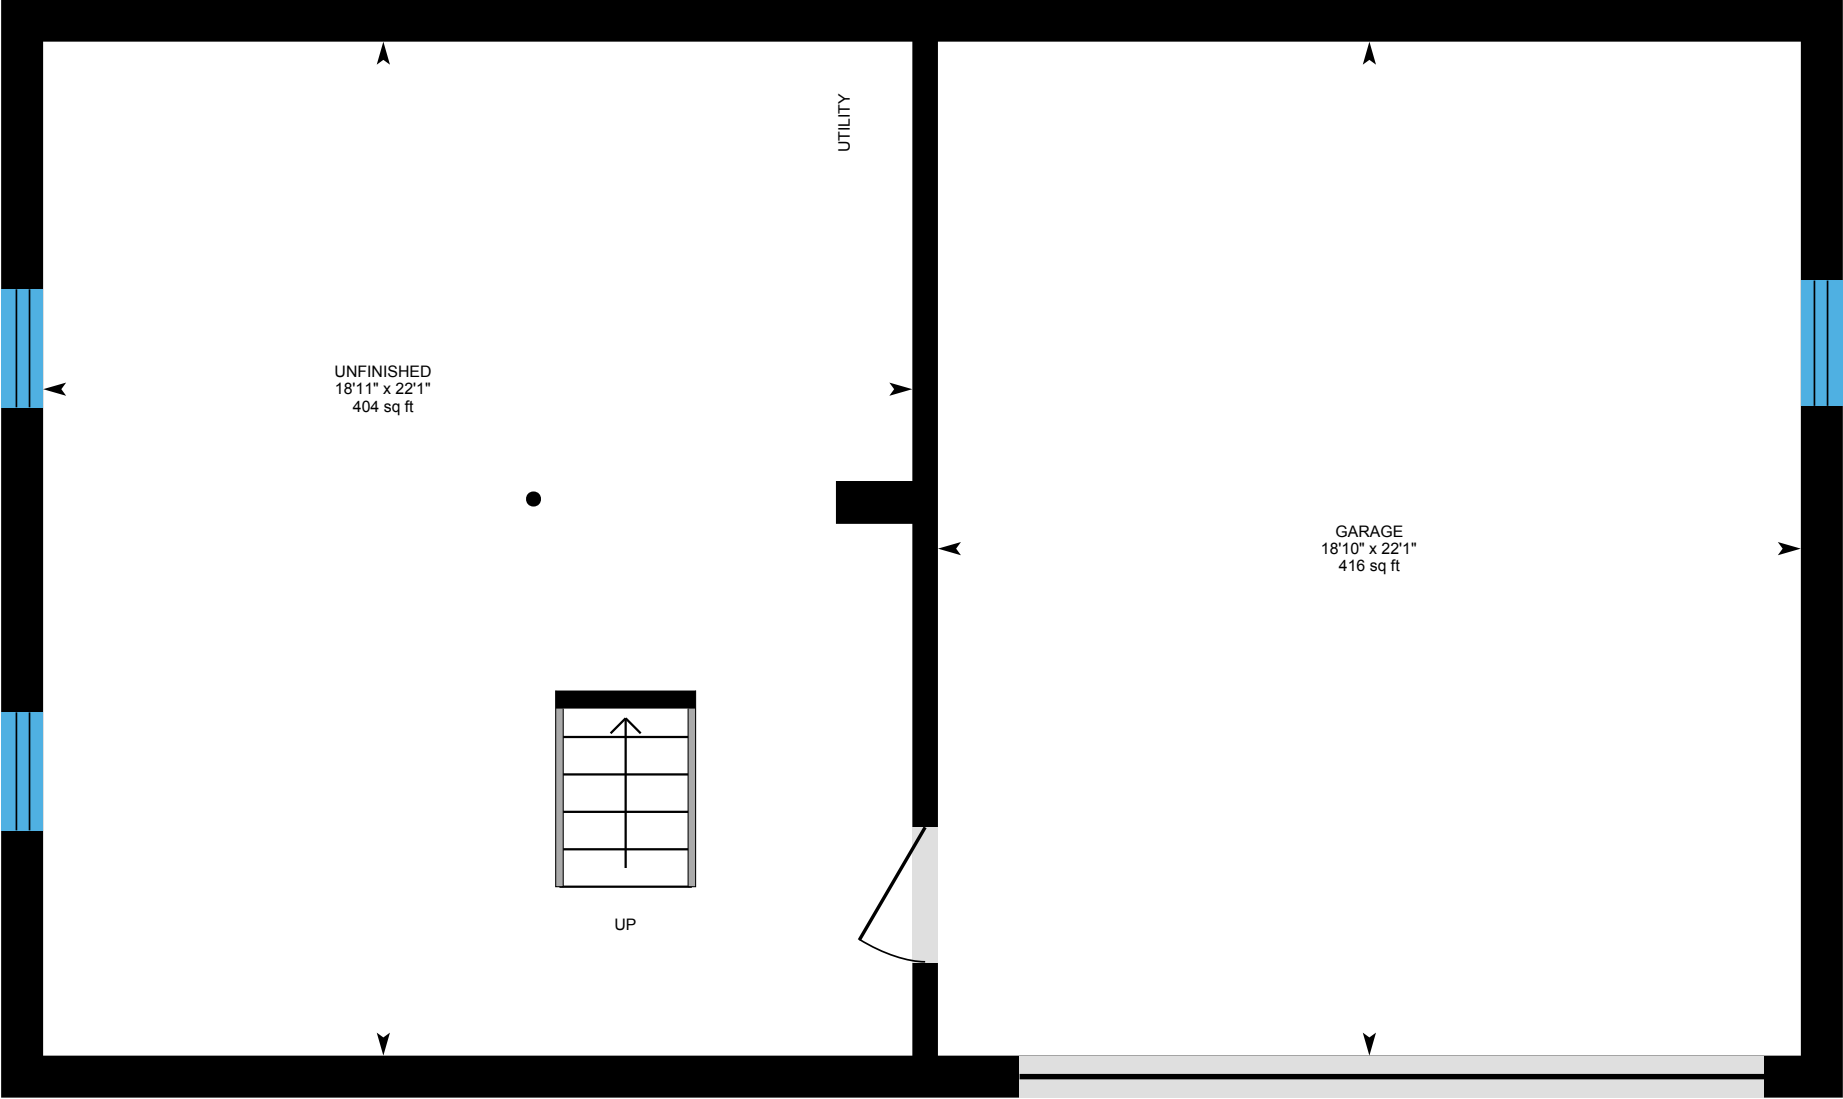 UTILITY
UNFINISHED
18'11" x 22'1"
404 sq ft
GARAGE
18'10" x 22'1"
416 sq ft
UP